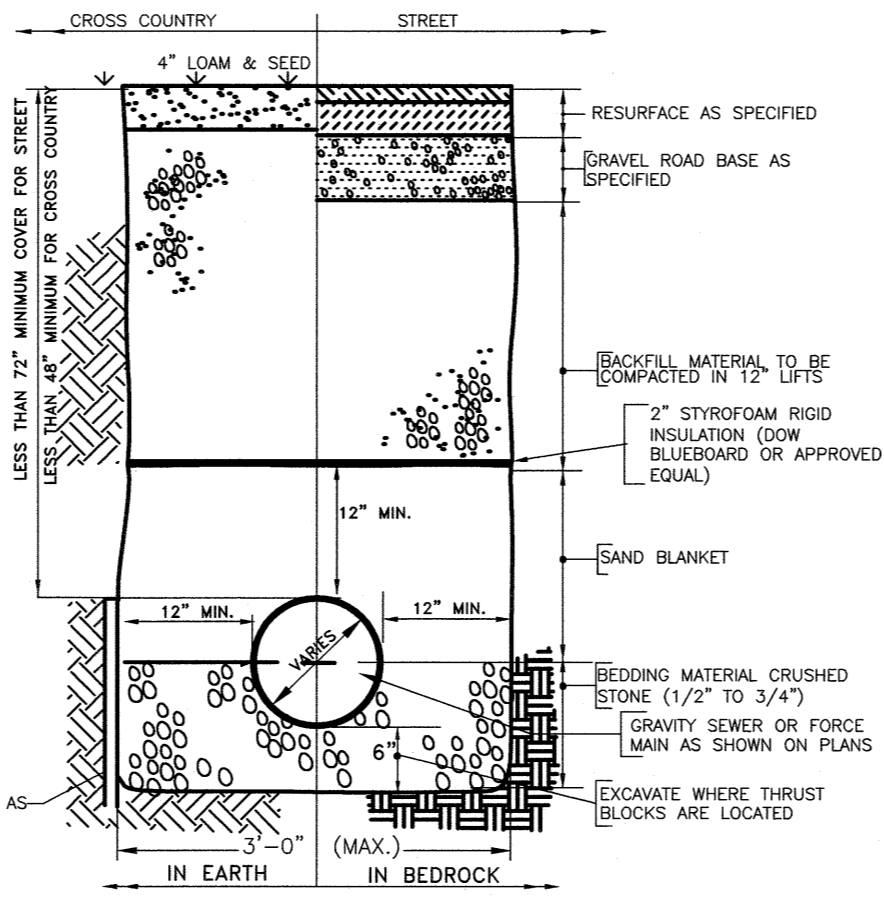 CROSS COUNTRY
STREET
4" LOAM & SEED
LESS THAN 72" MINIMUM COVER FOR STREET
LESS THAN 48" MINIMUM FOR CROSS COUNTRY
RESURFACE AS SPECIFIED
GRAVEL ROAD BASE AS
SPECIFIED
BACKFILL MATERIAL TO BE
COMPACTED IN 12" LIFTS
2" STYROFOAM RIGID
INSULATION (DOW
BLUEBOARD OR APPROVED
EQUAL)
12" MIN.
SAND BLANKET
12" MIN.
12" MIN.
VARIES
BEDDING MATERIAL CRUSHED
STONE (1/2" TO 3/4")
GRAVITY SEWER OR FORCE
MAIN AS SHOWN ON PLANS
6"
EXCAVATE WHERE THRUST
BLOCKS ARE LOCATED
AS
3'-0" (MAX.)
IN EARTH
IN BEDROCK